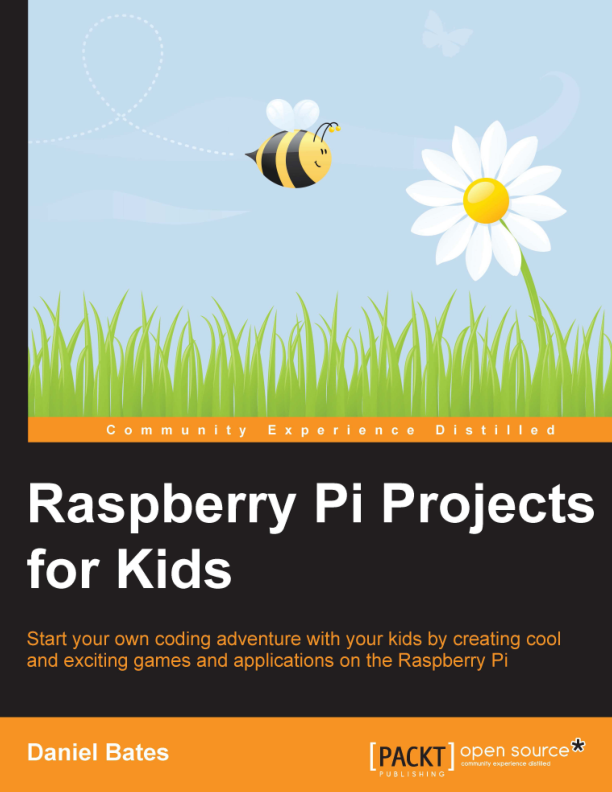 Community Experience Distilled
Raspberry Pi Projects
for Kids
Start your own coding adventure with your kids by creating cool
and exciting games and applications on the Raspberry Pi
Daniel Bates
[PACKT] open source*
PUBLISHING
community experience distilled